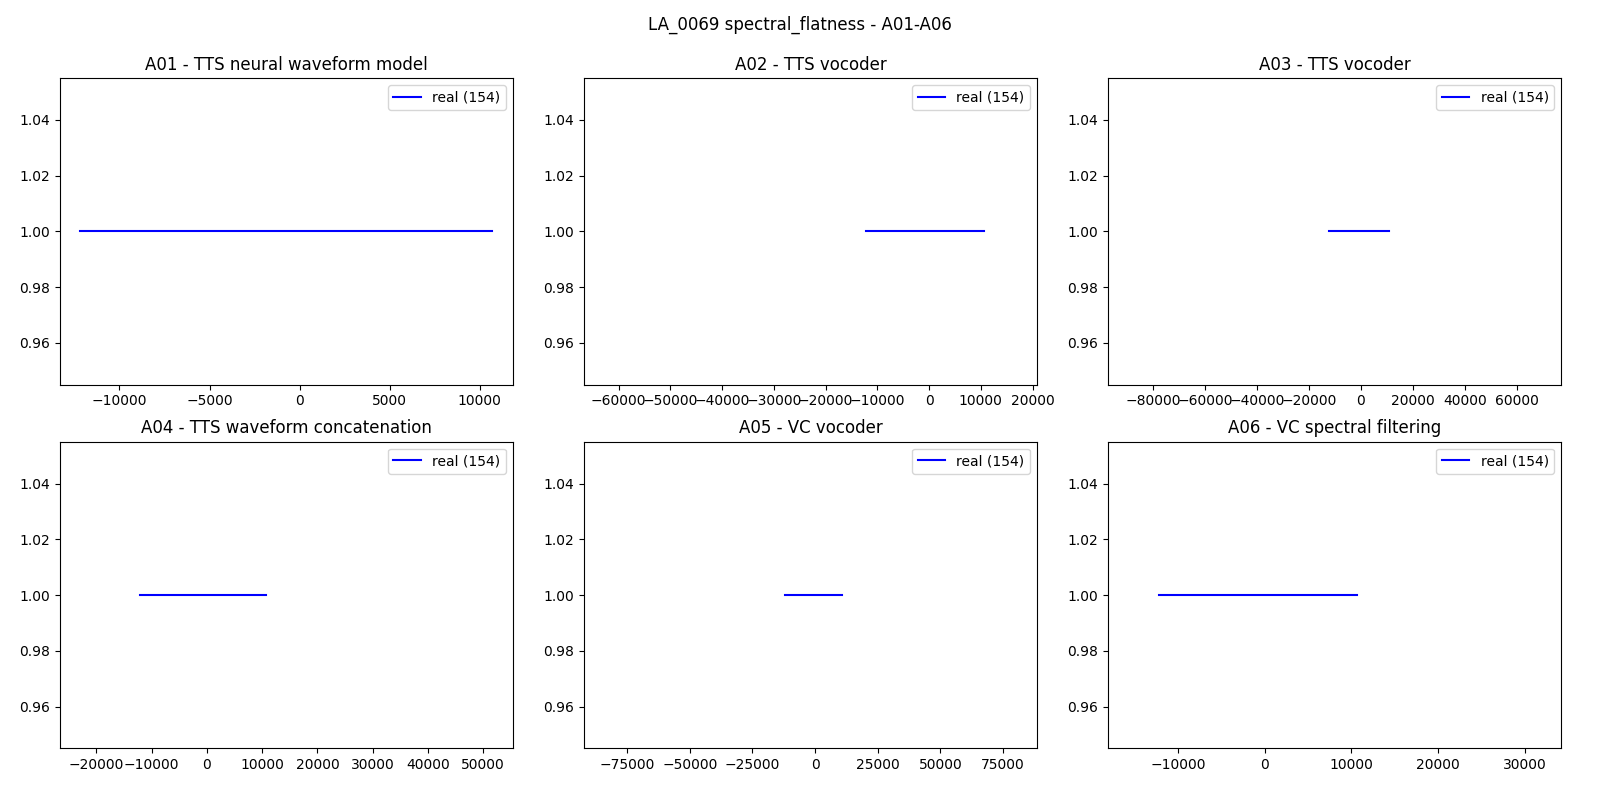 LA_0069 spectral_flatness - A01-A06
A01 - TTS neural waveform model
real (154)
1.04
1.02
1.00
0.98
0.96
−10000 −5000 0 5000 10000
A02 - TTS vocoder
real (154)
1.04
1.02
1.00
0.98
0.96
−60000 −50000 −40000 −30000 −20000 −10000 0 10000 20000
A03 - TTS vocoder
real (154)
1.04
1.02
1.00
0.98
0.96
−80000 −60000 −40000 −20000 0 20000 40000 60000
A04 - TTS waveform concatenation
real (154)
1.04
1.02
1.00
0.98
0.96
−20000 −10000 0 10000 20000 30000 40000 50000
A05 - VC vocoder
real (154)
1.04
1.02
1.00
0.98
0.96
−75000 −50000 −25000 0 25000 50000 75000
A06 - VC spectral filtering
real (154)
1.04
1.02
1.00
0.98
0.96
−10000 0 10000 20000 30000